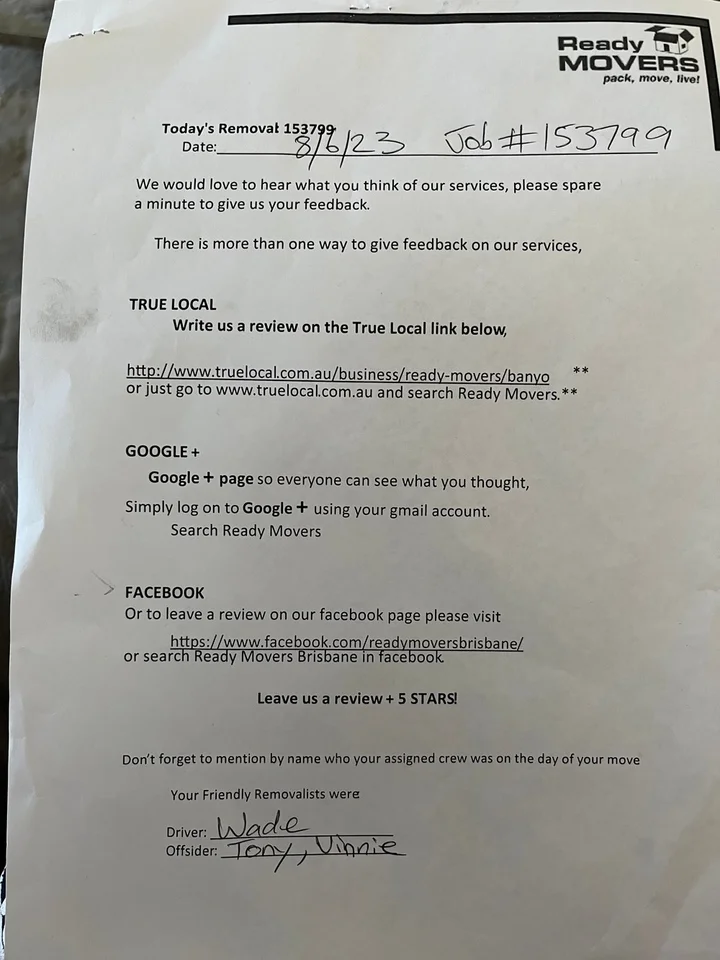 Ready
MOVERS
pack, move, live!
Today's Removal 153799
Date: 8/6/23 Job #153799
We would love to hear what you think of our services, please spare
a minute to give us your feedback.
There is more than one way to give feedback on our services,
TRUE LOCAL
Write us a review on the True Local link below,
http://www.truelocal.com.au/business/ready-movers/banyo **
or just go to www.truelocal.com.au and search Ready Movers.**
GOOGLE +
Google + page so everyone can see what you thought,
Simply log on to Google + using your gmail account.
Search Ready Movers
FACEBOOK
Or to leave a review on our facebook page please visit
https://www.facebook.com/readymoversbrisbane/
or search Ready Movers Brisbane in facebook.
Leave us a review + 5 STARS!
Don't forget to mention by name who your assigned crew was on the day of your move
Your Friendly Removalists were
Driver: Wade
Offsider: Tony, Vinnie